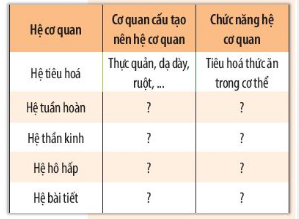 Hệ cơ quan
Cơ quan cấu tạo
nên hệ cơ quan
Chức năng hệ
cơ quan
Hệ tiêu hoá
Thực quản, dạ dày,
ruột, ...
Tiêu hoá thức ăn
trong cơ thể
Hệ tuần hoàn
?
?
Hệ thần kinh
?
?
Hệ hô hấp
?
?
Hệ bài tiết
?
?